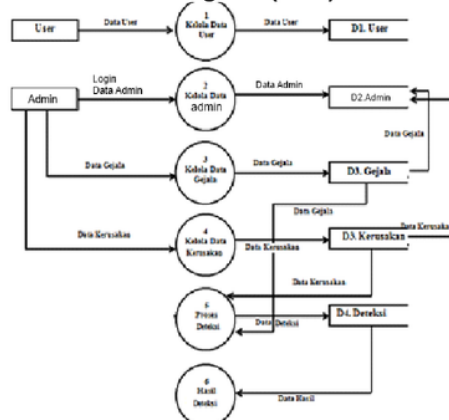 User
Data User
1
Kelola Data
User
Data User
D1. User
Admin
Login
Data Admin
2
Kelola Data
admin
Data Admin
D2.Admin
Data Gejala
Data Gejala
3
Kelola Data
Gejala
Data Gejala
D3. Gejala
Data Gejala
Data Kerusakan
4
Kelola Data
Kerusakan
Data Kerusakan
D3. Kerusakan
Data Kerusakan
Data Kerusakan
5
Proses
Deteksi
Data Deteksi
D4. Deteksi
6
Hasil
Deteksi
Data Hasil